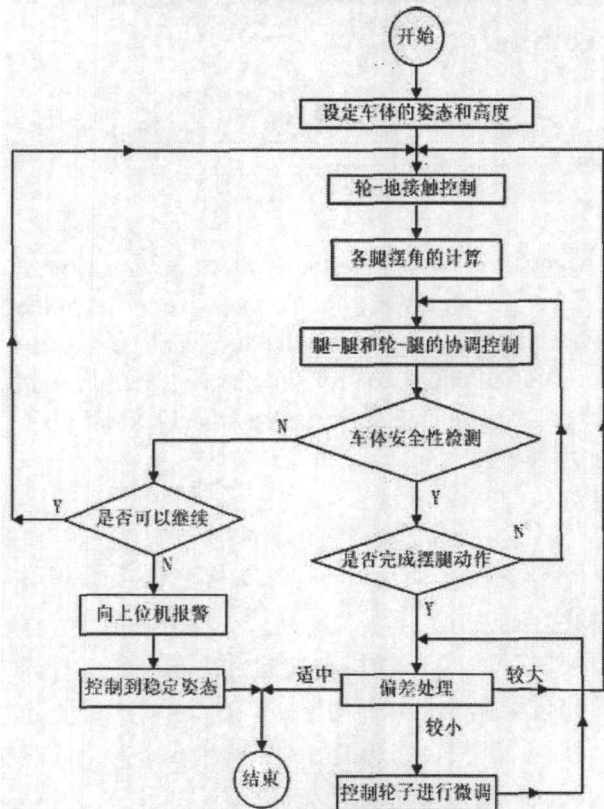 开始
设定车体的姿态和高度
轮-地接触控制
各腿摆角的计算
腿-腿和轮-腿的协调控制
车体安全性检测
N
Y
是否可以继续
Y
N
是否完成摆腿动作
N
Y
向上位机报警
控制到稳定姿态
适中
偏差处理
较大
较小
控制轮子进行微调
结束